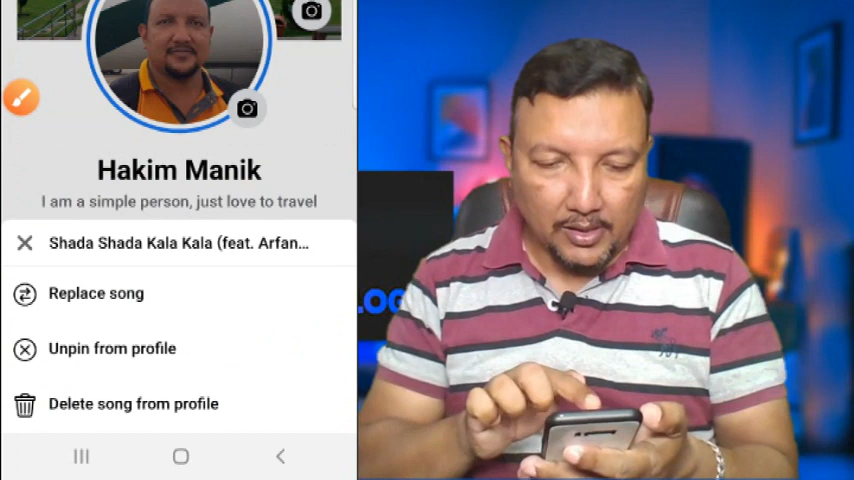 Hakim Manik
I am a simple person, just love to travel
Shada Shada Kala Kala (feat. Arfan...
Replace song
Unpin from profile
Delete song from profile
LOG